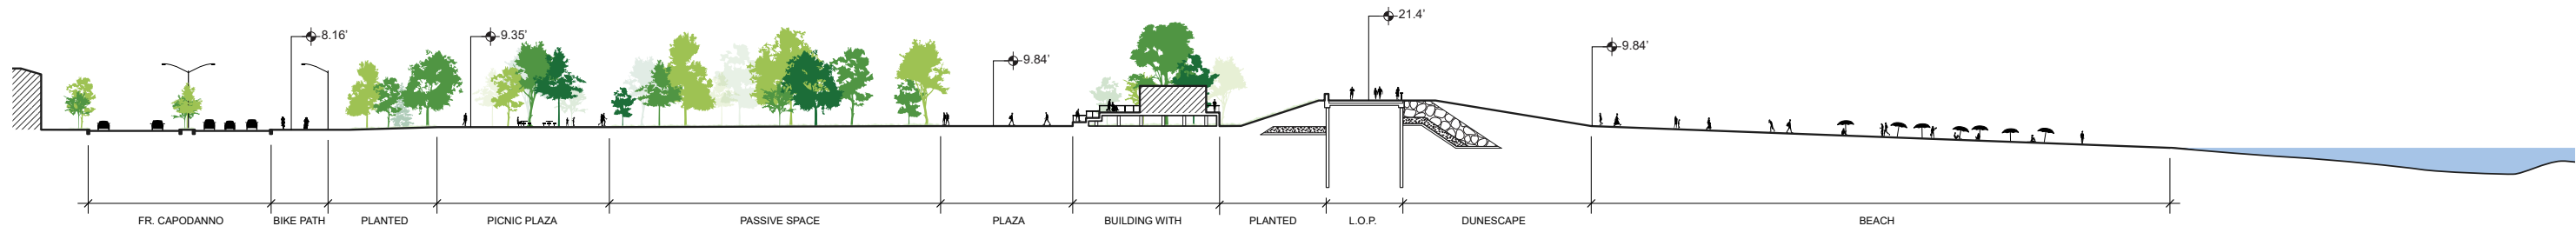 8.16'
9.35'
9.84'
21.4'
9.84'
FR. CAPODANNO
BIKE PATH
PLANTED
PICNIC PLAZA
PASSIVE SPACE
PLAZA
BUILDING WITH
PLANTED
L.O.P.
DUNESCAPE
BEACH